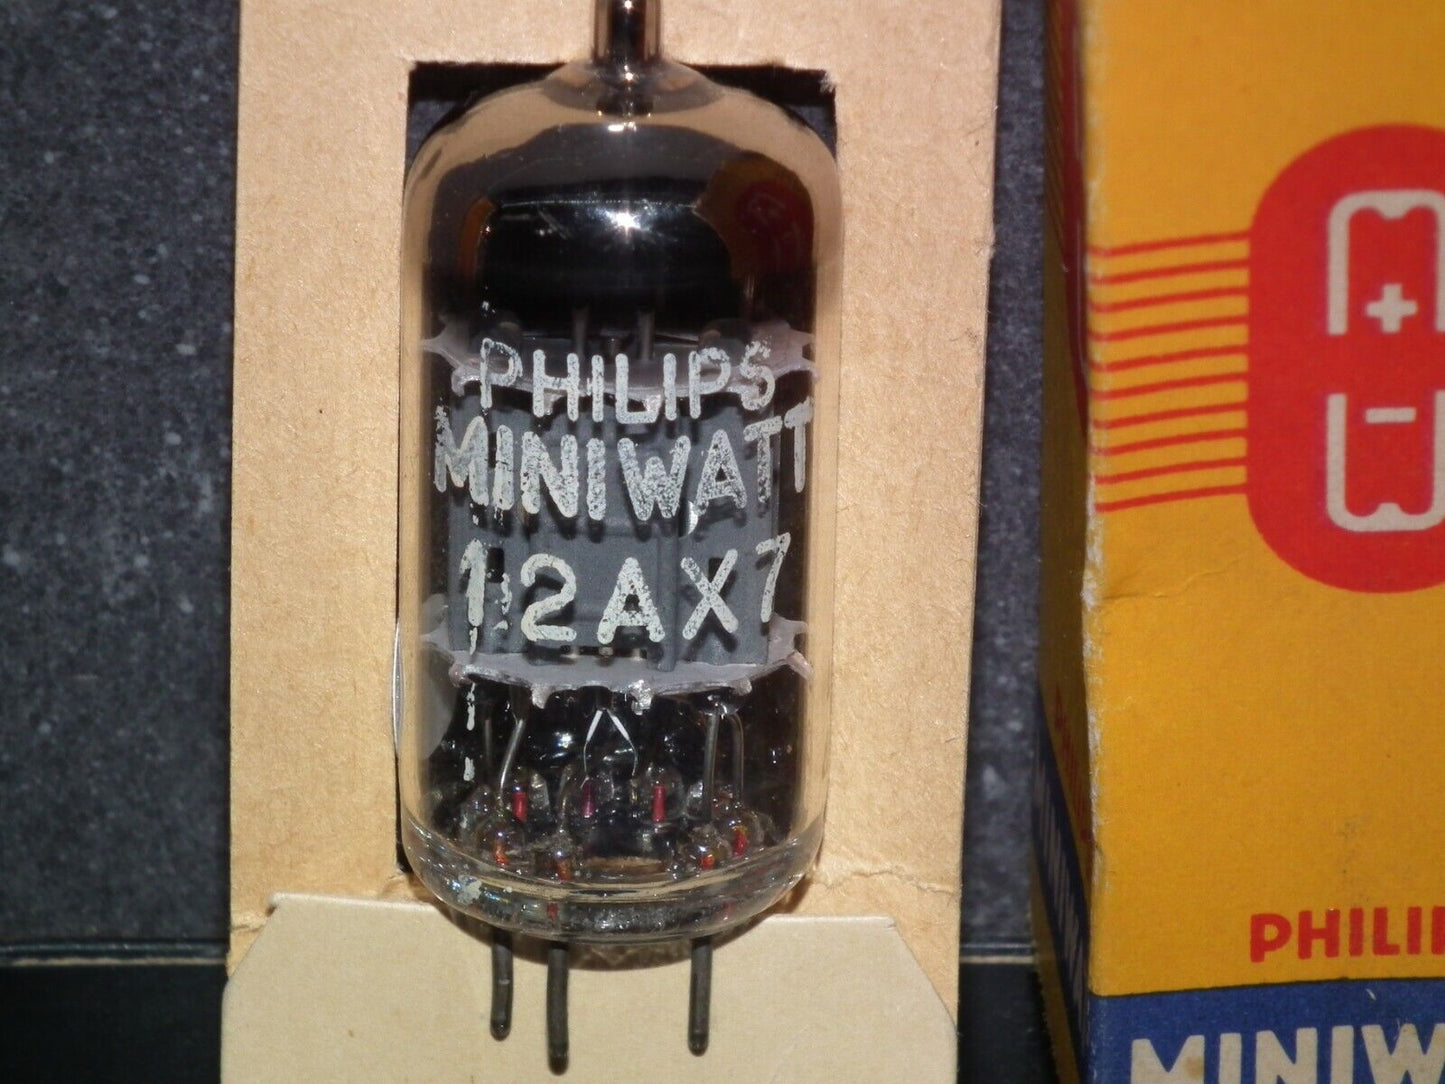 PHILIPS
MINIWATT
12AX7
+
-
PHILI
MINIW